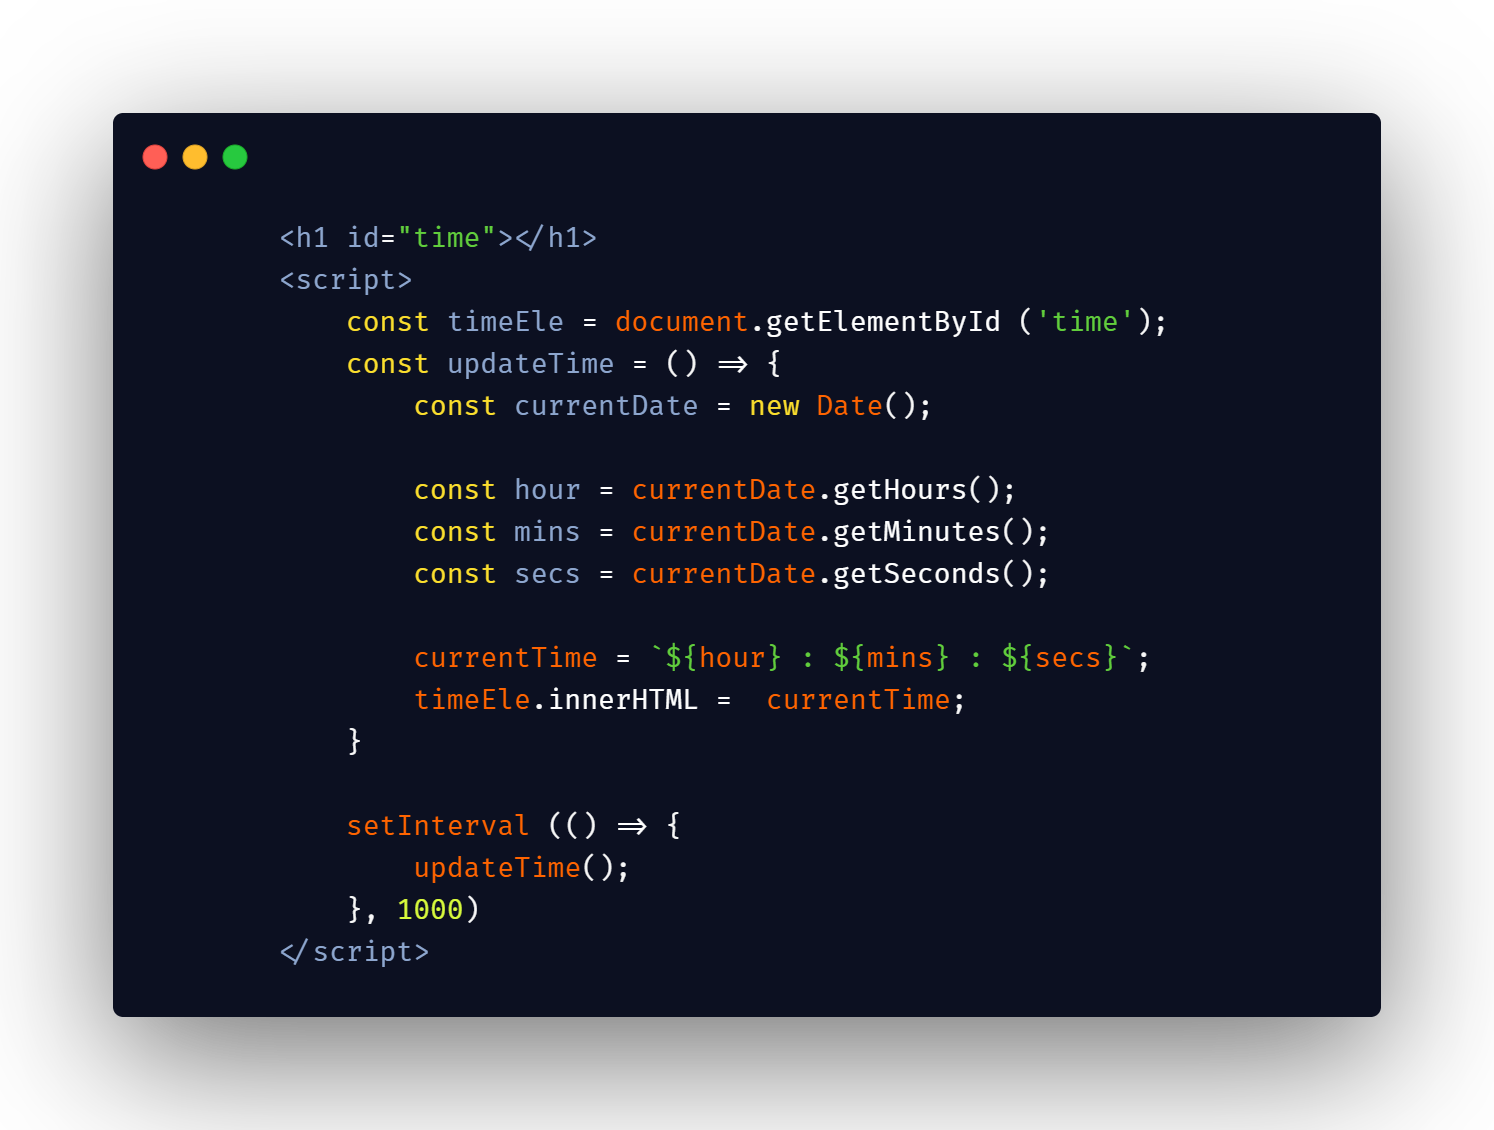 <h1 id="time"></h1>
<script>
    const timeEle = document.getElementById ('time');
    const updateTime = () => {
        const currentDate = new Date();

        const hour = currentDate.getHours();
        const mins = currentDate.getMinutes();
        const secs = currentDate.getSeconds();

        currentTime = `${hour} : ${mins} : ${secs}`;
        timeEle.innerHTML =  currentTime;
    }

    setInterval (() => {
        updateTime();
    }, 1000)
</script>